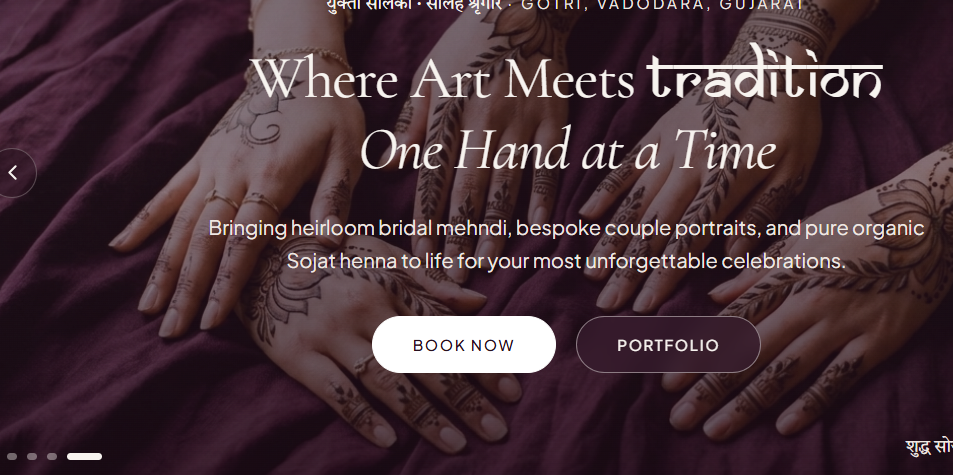 युक्ता सोलंकी · सोलह श्रृंगार · GOTRI, VADODARA, GUJARAT
Where Art Meets tradition
One Hand at a Time
Bringing heirloom bridal mehndi, bespoke couple portraits, and pure organic
Sojat henna to life for your most unforgettable celebrations.
BOOK NOW PORTFOLIO
शुद्ध